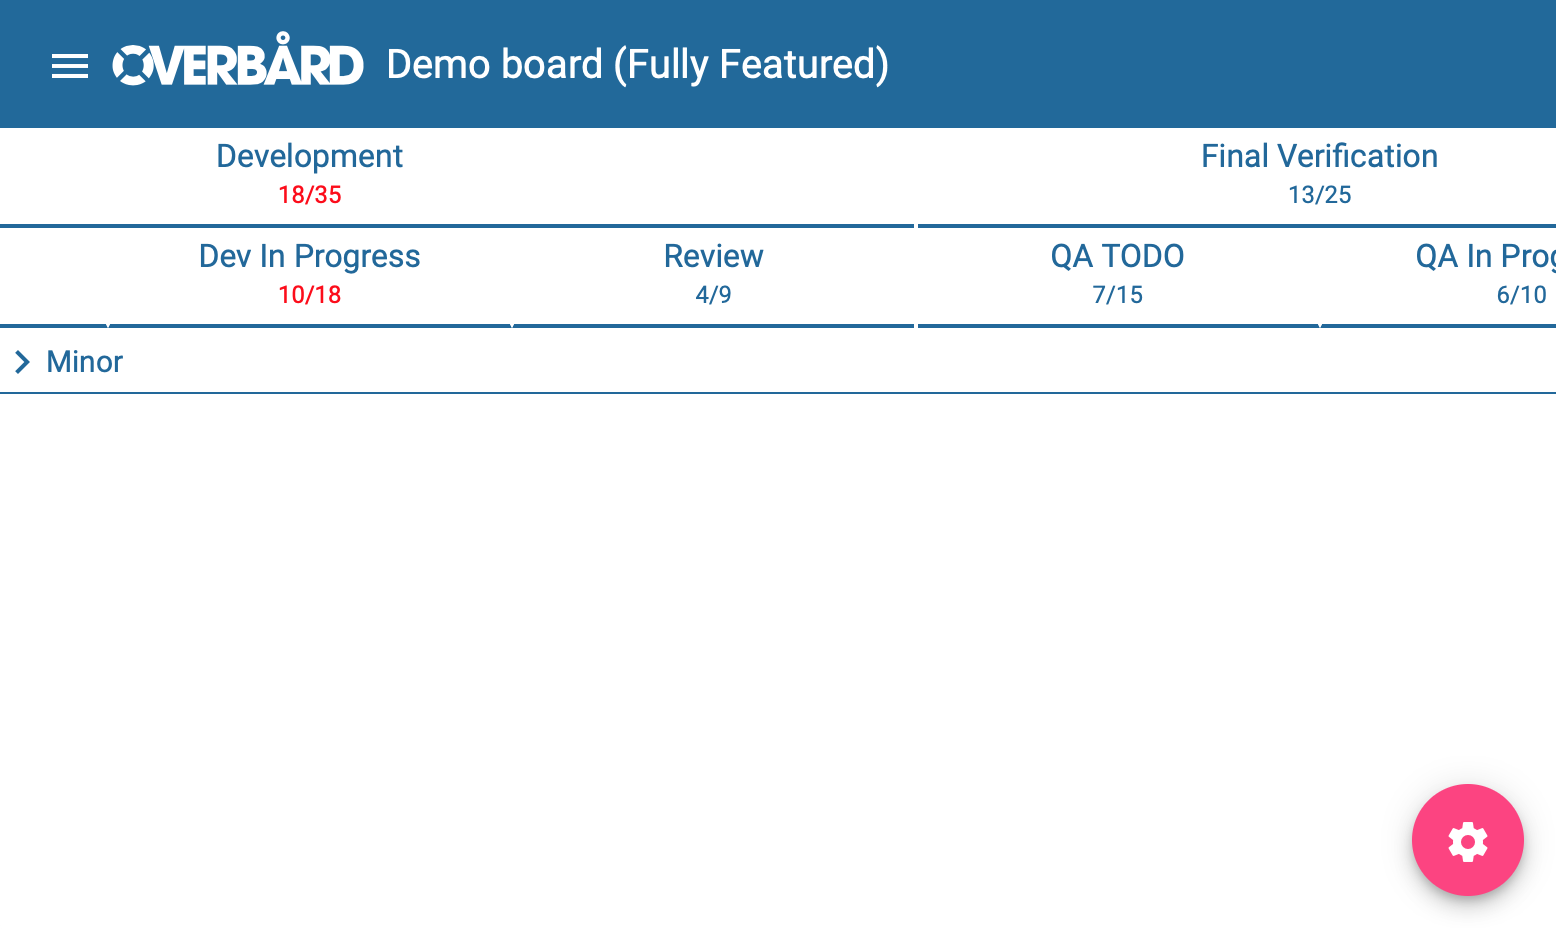 OVERBÅRD Demo board (Fully Featured)
Development Final Verification
18/35 13/25
Dev In Progress Review QA TODO QA In Prog
10/18 4/9 7/15 6/10
Minor